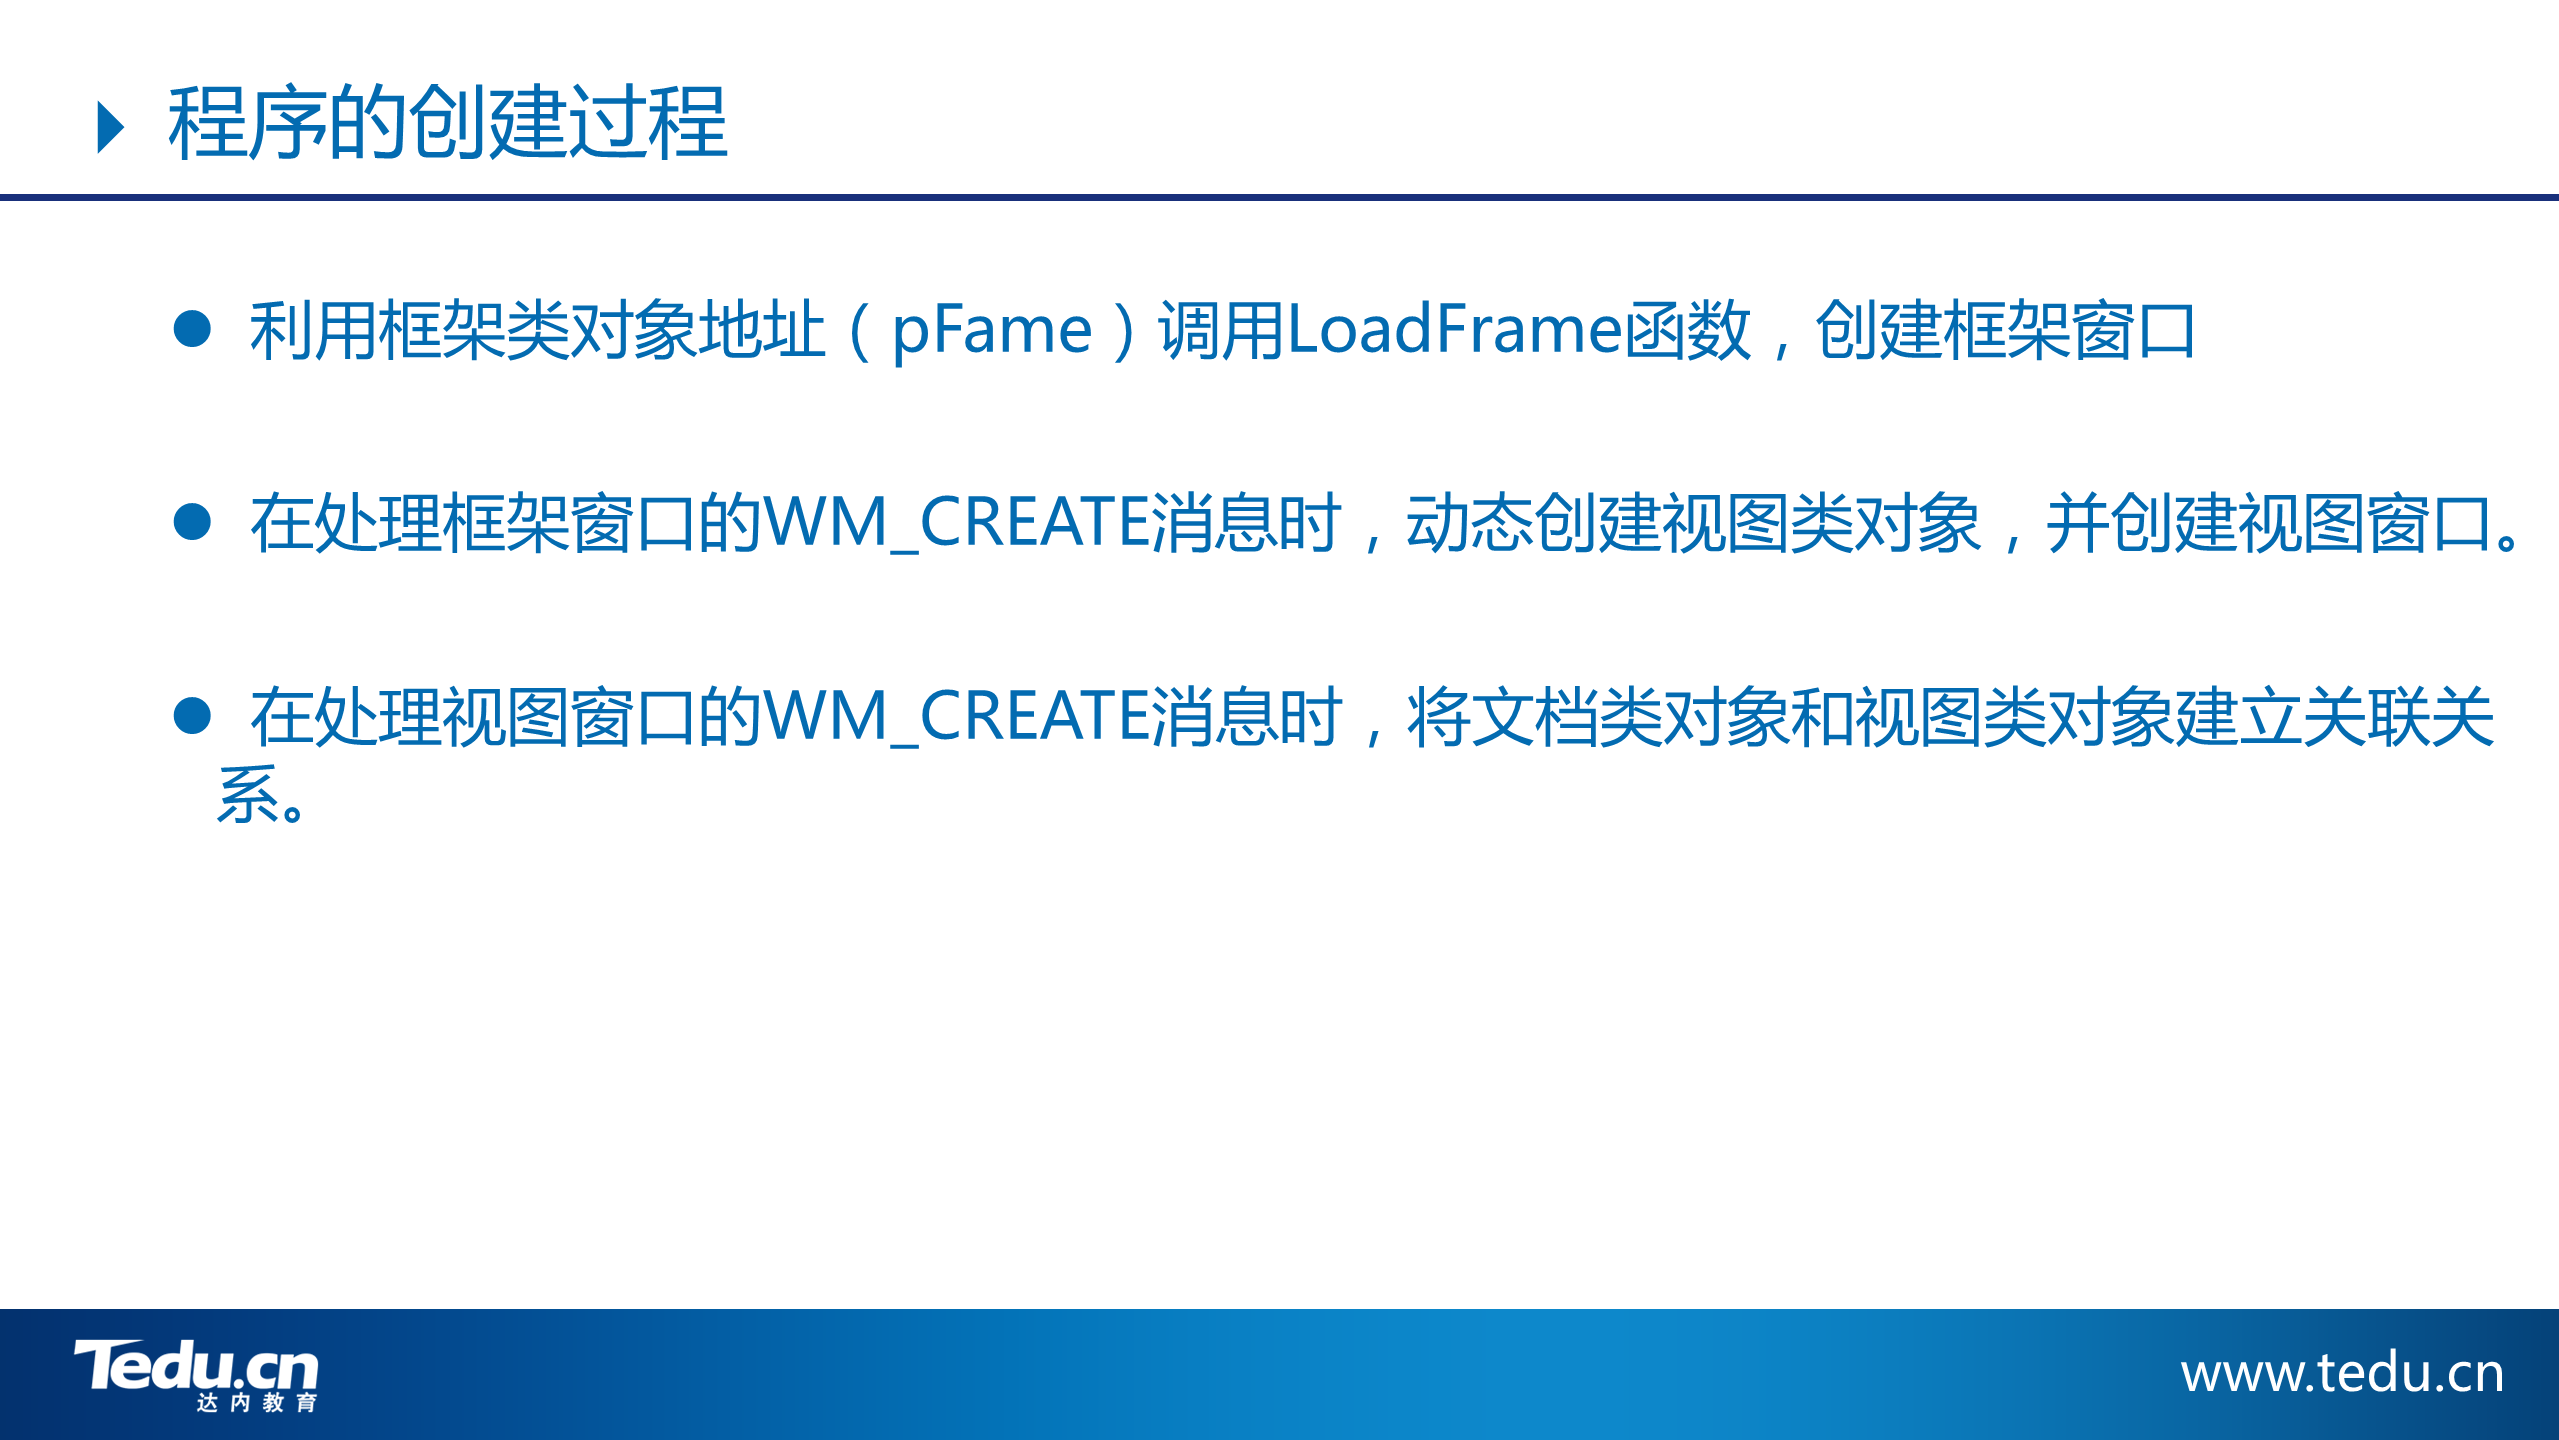 程序的创建过程
利用框架类对象地址（pFame）调用LoadFrame函数，创建框架窗口
在处理框架窗口的WM_CREATE消息时，动态创建视图类对象，并创建视图窗口。
在处理视图窗口的WM_CREATE消息时，将文档类对象和视图类对象建立关联关
系。
Tedu.cn
达内教育
www.tedu.cn